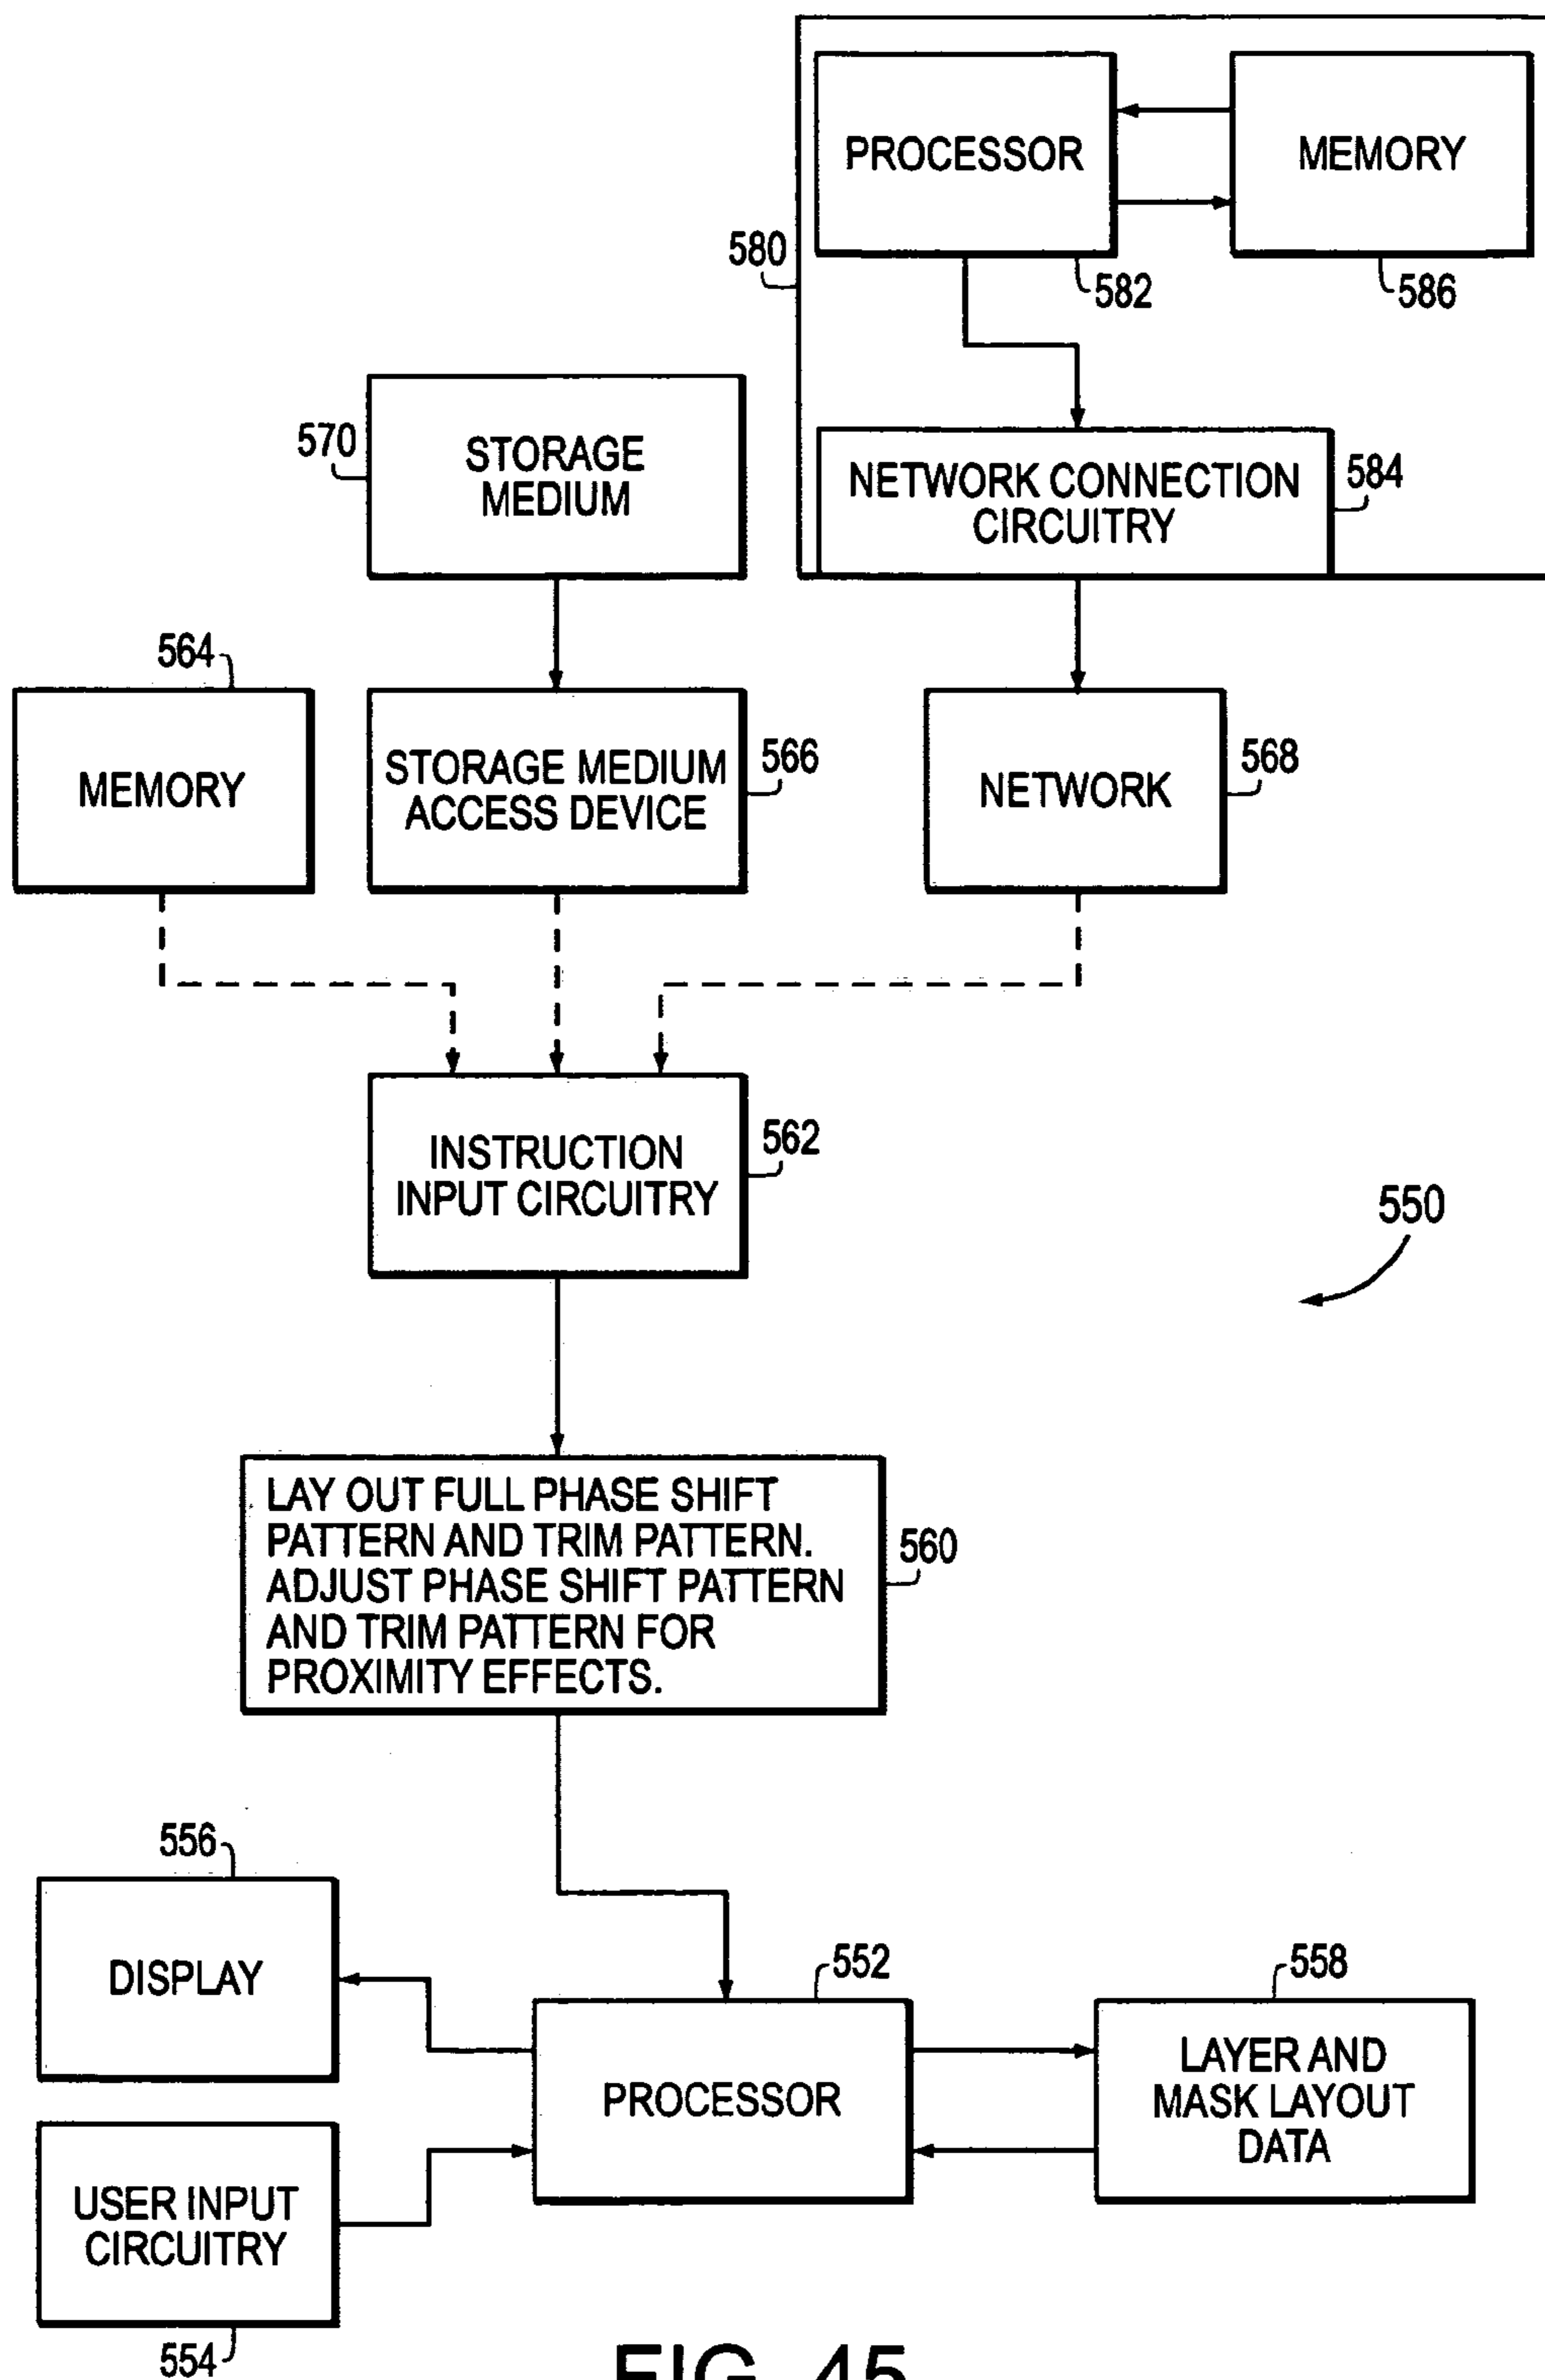 PROCESSOR
MEMORY
580
582
586
570
STORAGE
MEDIUM
NETWORK CONNECTION
CIRCUITRY
584
564
MEMORY
STORAGE MEDIUM
ACCESS DEVICE
566
NETWORK
568
INSTRUCTION
INPUT CIRCUITRY
562
550
LAY OUT FULL PHASE SHIFT
PATTERN AND TRIM PATTERN.
ADJUST PHASE SHIFT PATTERN
AND TRIM PATTERN FOR
PROXIMITY EFFECTS.
560
556
DISPLAY
552
PROCESSOR
558
LAYER AND
MASK LAYOUT
DATA
USER INPUT
CIRCUITRY
554
FIG. 45